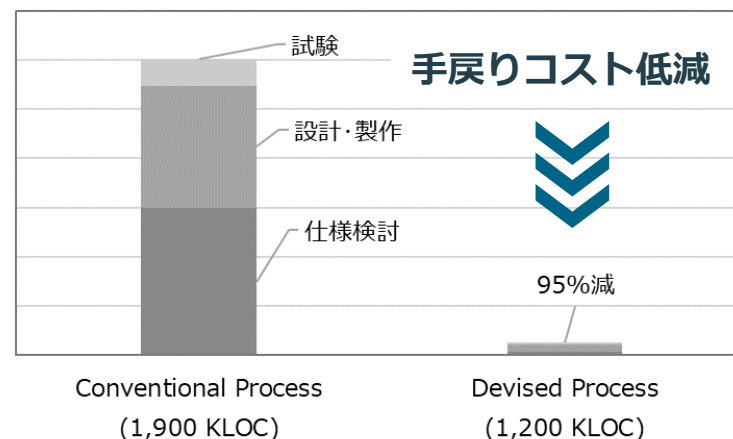 試験
手戻りコスト低減
設計・製作
仕様検討
95%減
Conventional Process
(1,900 KLOC)
Devised Process
(1,200 KLOC)